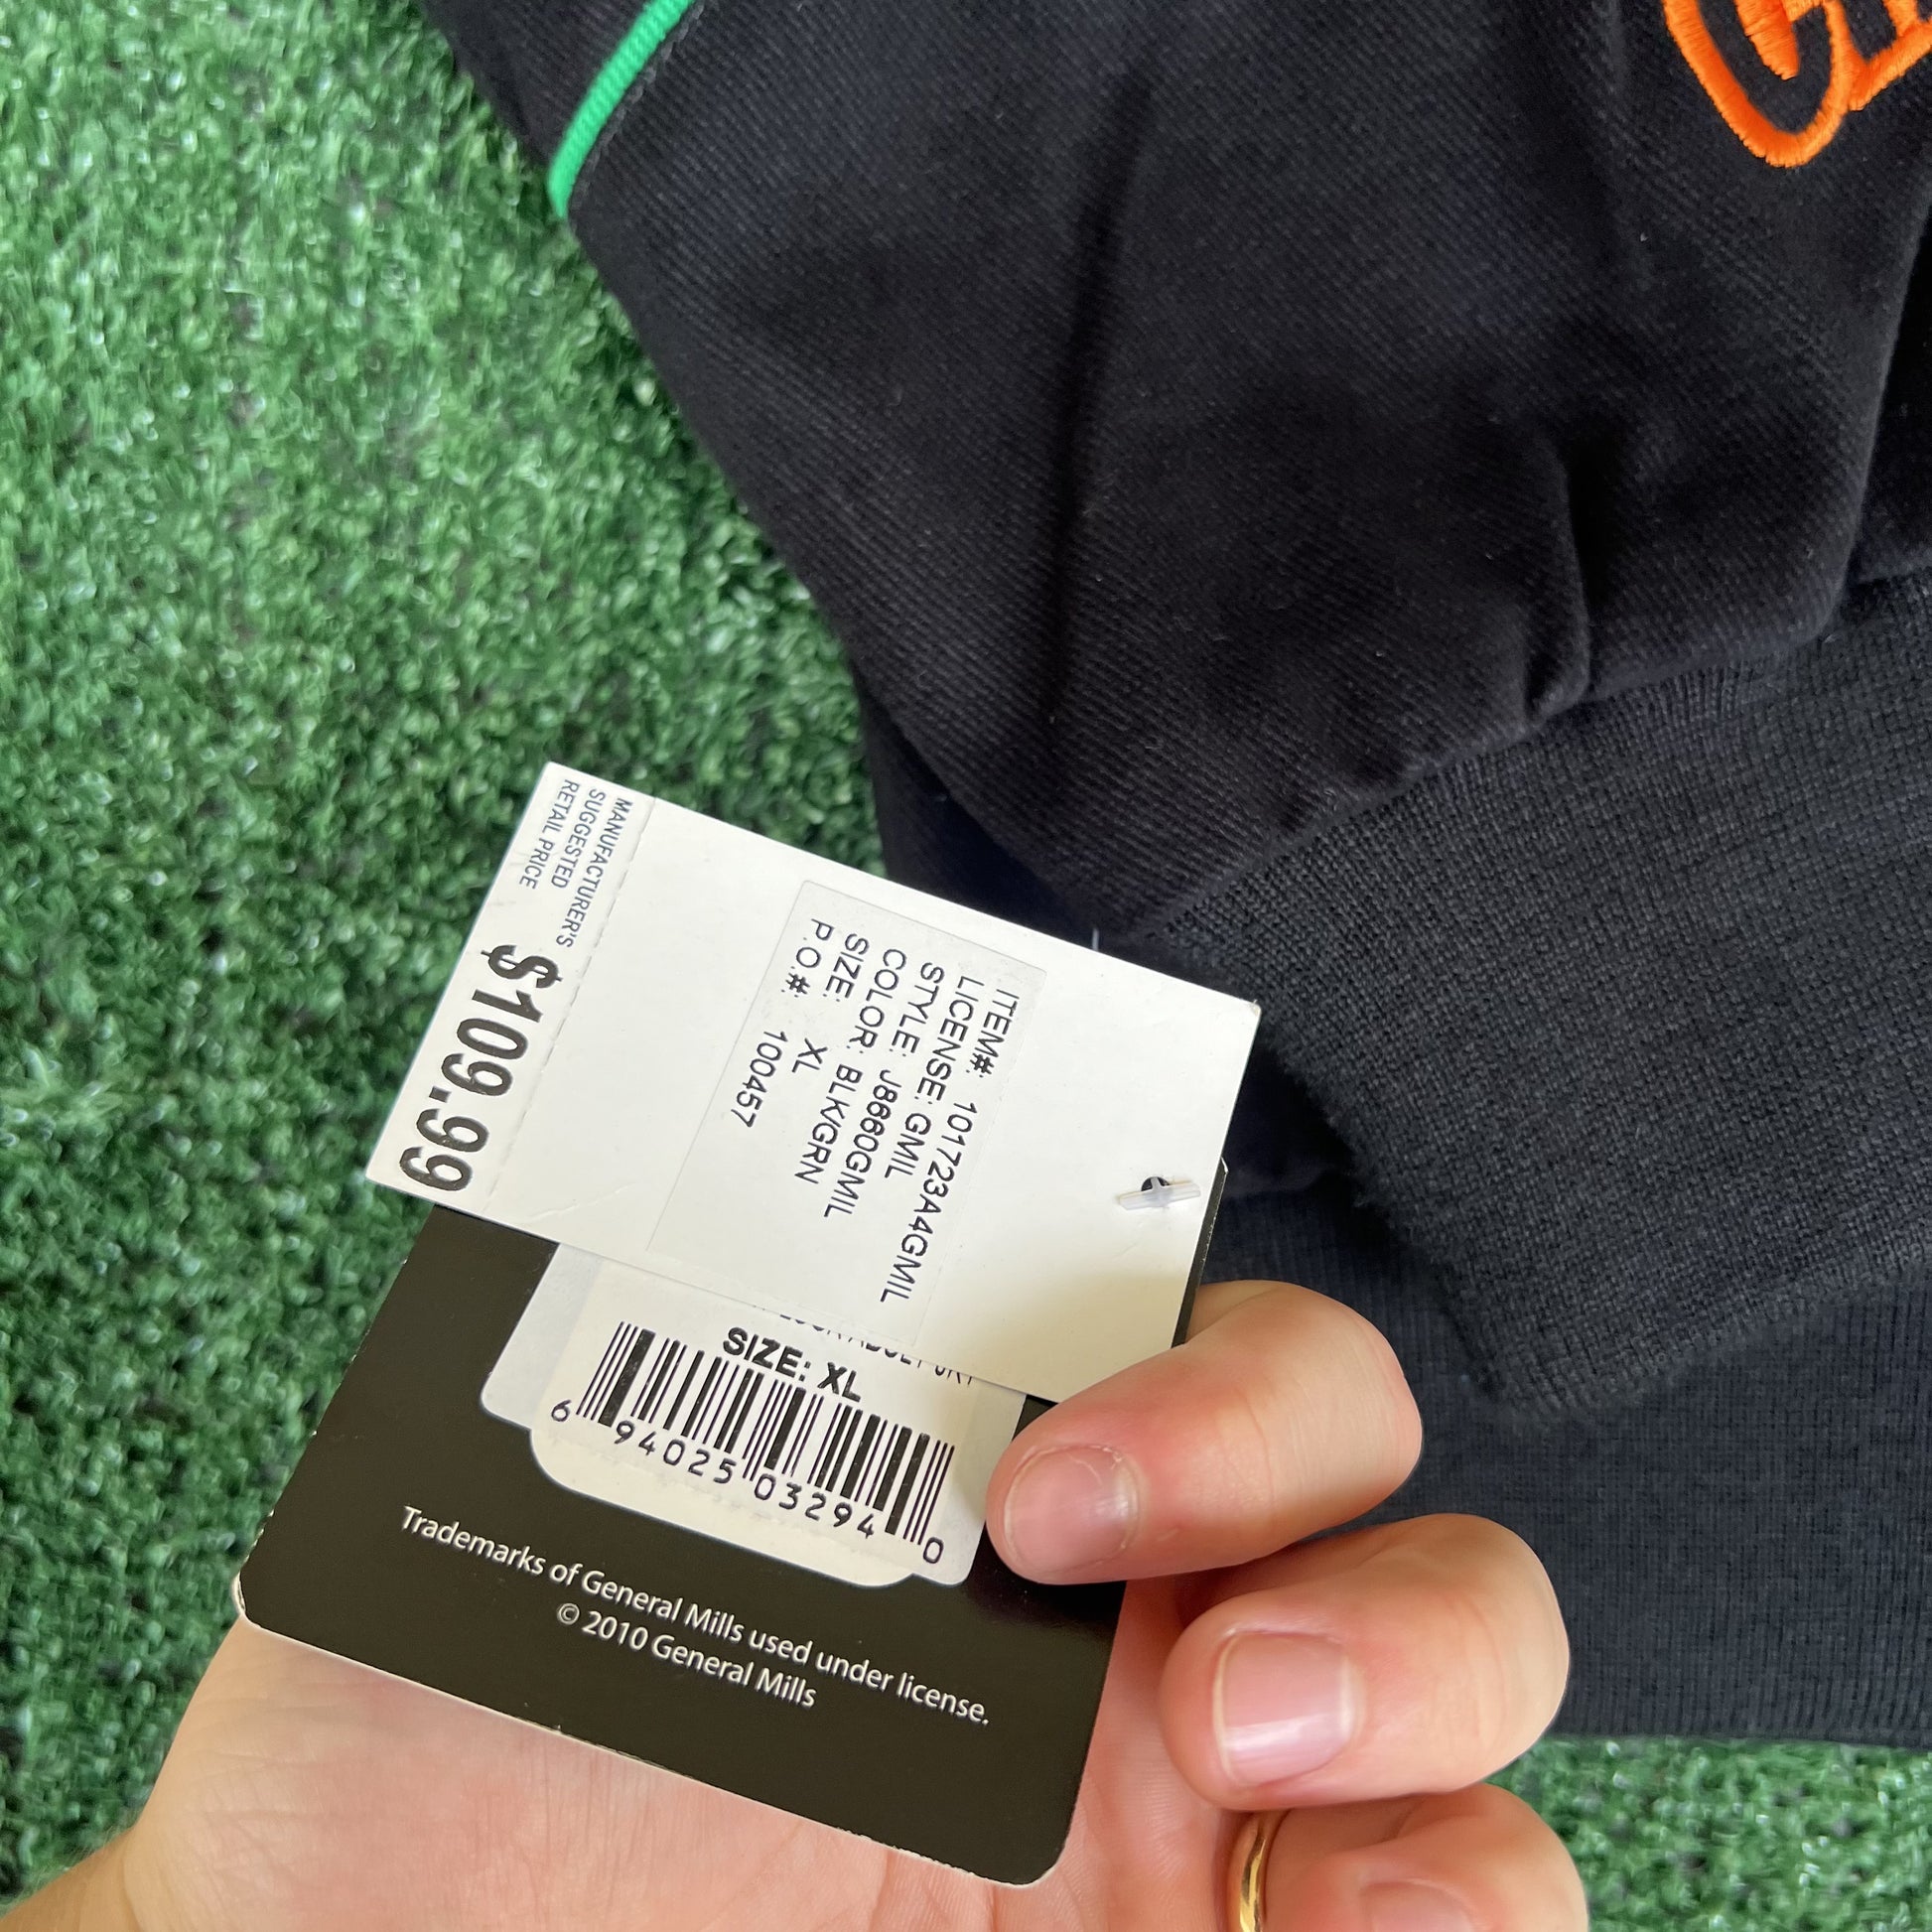 MANUFACTURER'S
SUGGESTED
RETAIL PRICE
$109.99
ITEM#: 101723A4GMIL
LICENSE: GMIL
STYLE: J8660GMIL
COLOR: BLK/GRN
SIZE: XL
P.O.#: 100457
SIZE: XL
6 94025 03294 0
Trademarks of General Mills used under license.
© 2010 General Mills